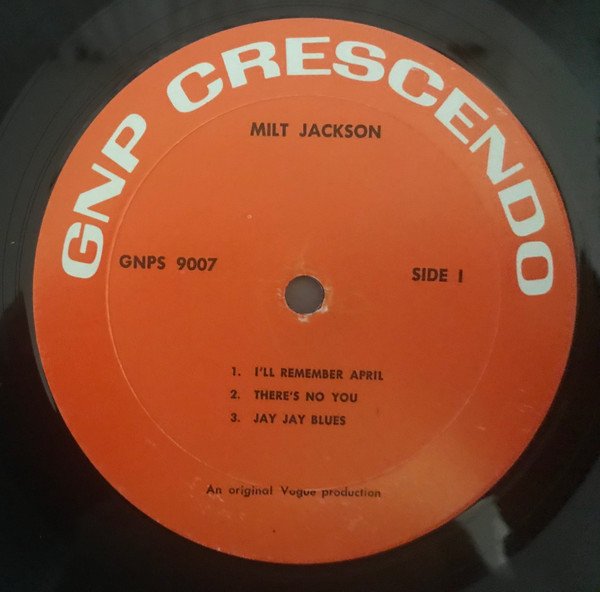 GNP CRESCENDO
MILT JACKSON
GNPS 9007
SIDE I
1. I'LL REMEMBER APRIL
2. THERE'S NO YOU
3. JAY JAY BLUES
An original Vogue production